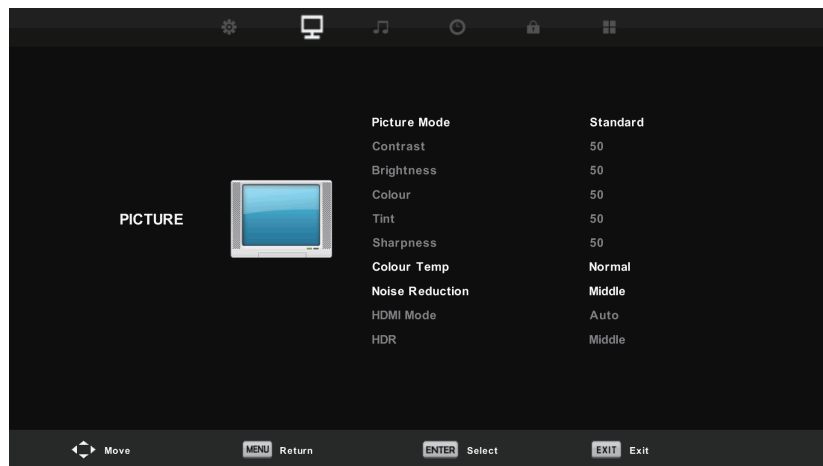 Picture Mode Standard
Contrast 50
Brightness 50
Colour 50
PICTURE
Tint 50
Sharpness 50
Colour Temp Normal
Noise Reduction Middle
HDMI Mode Auto
HDR Middle
Move MENU Return ENTER Select EXIT Exit